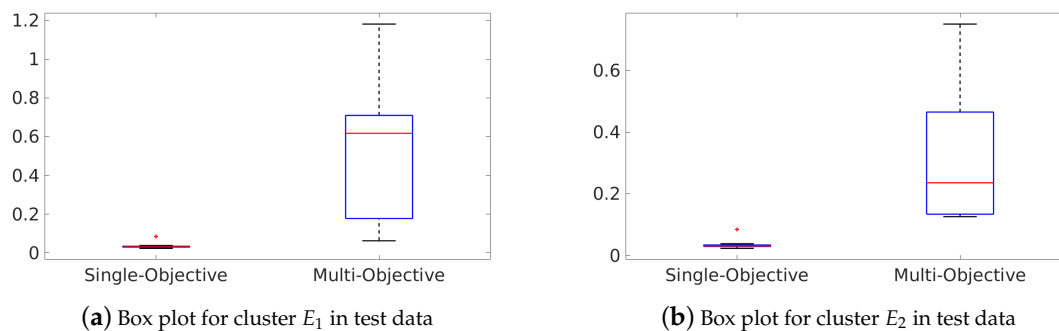 1.2
1
0.8
0.6
0.4
0.2
0
Single-Objective Multi-Objective
(a) Box plot for cluster E1 in test data
0.6
0.4
0.2
0
Single-Objective Multi-Objective
(b) Box plot for cluster E2 in test data